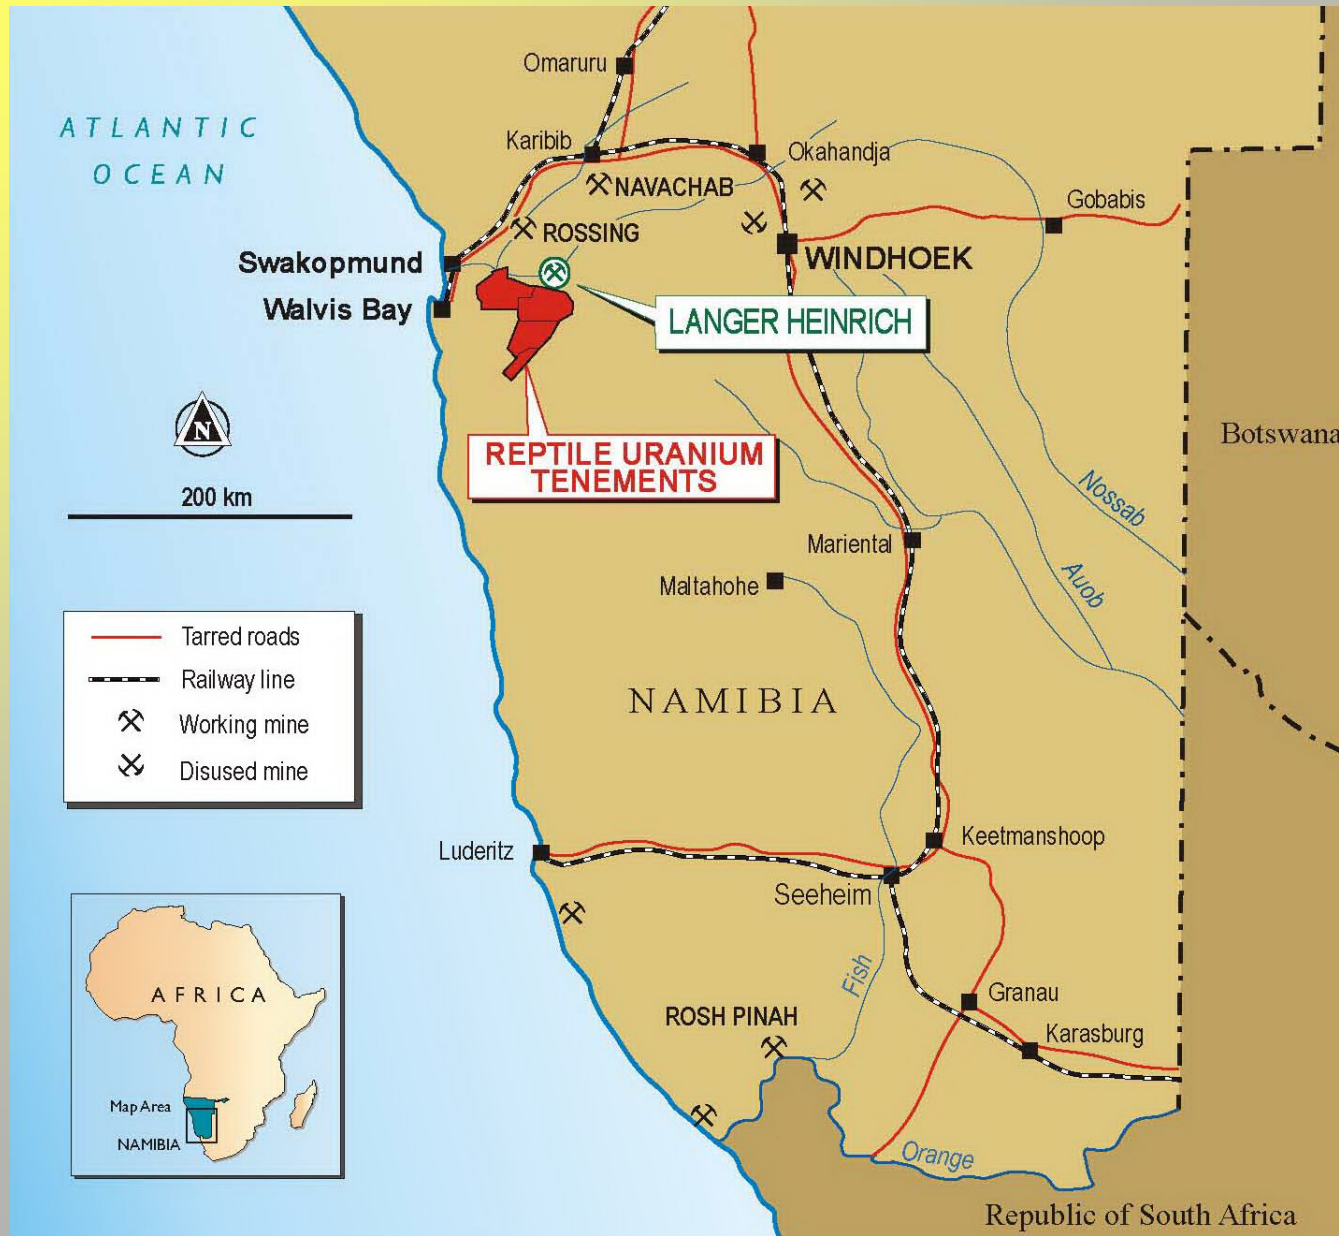 Omaruru
ATLANTIC
OCEAN
Karibib
Okahandja
NAVACHAB
Gobabis
ROSSING
Swakopmund
WINDHOEK
Walvis Bay
LANGER HEINRICH
N
Botswana
REPTILE URANIUM
TENEMENTS
200 km
Nossab
Mariental
Maltahohe
Auob
Tarred roads
Railway line
Working mine
Disused mine
NAMIBIA
Luderitz
Keetmanshoop
Seeheim
Fish
AFRICA
Granau
ROSH PINAH
Karasburg
Map Area
NAMIBIA
Orange
Republic of South Africa